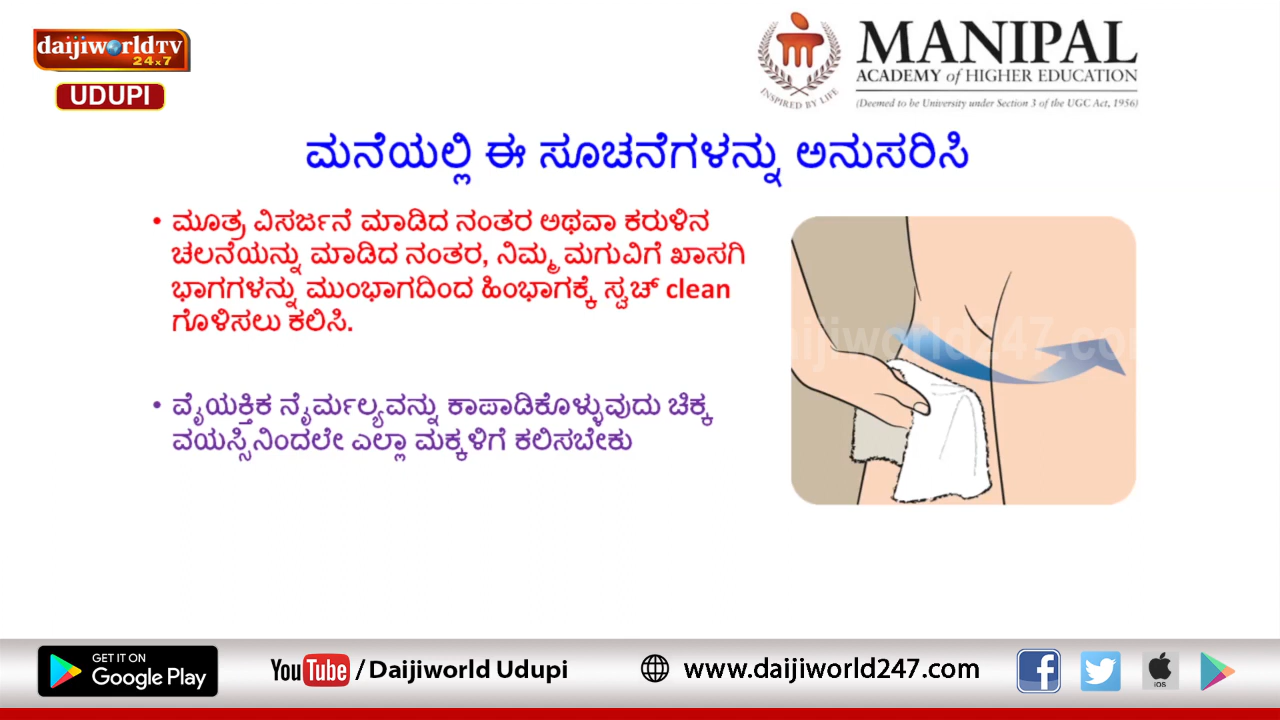 daijiworldTV
24x7
UDUPI
MANIPAL
ACADEMY of HIGHER EDUCATION
(Deemed to be University under Section 3 of the UGC Act, 1956)
INSPIRED BY LIFE
ಮನೆಯಲ್ಲಿ ಈ ಸೂಚನೆಗಳನ್ನು ಅನುಸರಿಸಿ
• ಮೂತ್ರ ವಿಸರ್ಜನೆ ಮಾಡಿದ ನಂತರ ಅಥವಾ ಕರುಳಿನ
ಚಲನೆಯನ್ನು ಮಾಡಿದ ನಂತರ, ನಿಮ್ಮ ಮಗುವಿಗೆ ಖಾಸಗಿ
ಭಾಗಗಳನ್ನು ಮುಂಭಾಗದಿಂದ ಹಿಂಭಾಗಕ್ಕೆ ಸ್ವಚ್ clean
ಗೊಳಿಸಲು ಕಲಿಸಿ.
• ವೈಯಕ್ತಿಕ ನೈರ್ಮಲ್ಯವನ್ನು ಕಾಪಾಡಿಕೊಳ್ಳುವುದು ಚಿಕ್ಕ
ವಯಸ್ಸಿನಿಂದಲೇ ಎಲ್ಲಾ ಮಕ್ಕಳಿಗೆ ಕಲಿಸಬೇಕು
daijiworld247.com
GET IT ON
Google Play
YouTube / Daijiworld Udupi
www.daijiworld247.com
iOS